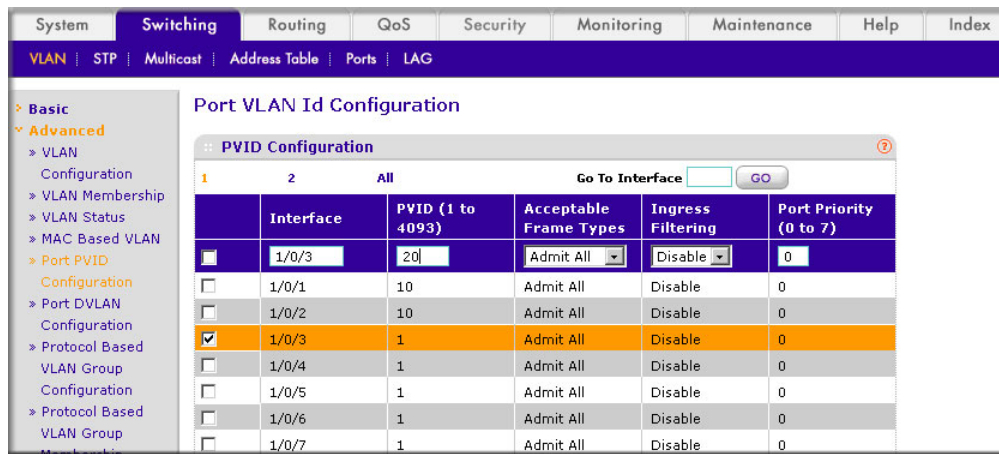 System Switching Routing QoS Security Monitoring Maintenance Help Index
VLAN STP Multicast Address Table Ports LAG
Basic
Advanced
» VLAN
Configuration
» VLAN Membership
» VLAN Status
» MAC Based VLAN
» Port PVID
Configuration
» Port DVLAN
Configuration
» Protocol Based
VLAN Group
Configuration
» Protocol Based
VLAN Group
Membership
Port VLAN Id Configuration
PVID Configuration ?
1 2 All Go To Interface GO
Interface PVID (1 to 4093) Acceptable Frame Types Ingress Filtering Port Priority (0 to 7)
1/0/3 20 Admit All Disable 0
1/0/1 10 Admit All Disable 0
1/0/2 10 Admit All Disable 0
1/0/3 1 Admit All Disable 0
1/0/4 1 Admit All Disable 0
1/0/5 1 Admit All Disable 0
1/0/6 1 Admit All Disable 0
1/0/7 1 Admit All Disable 0